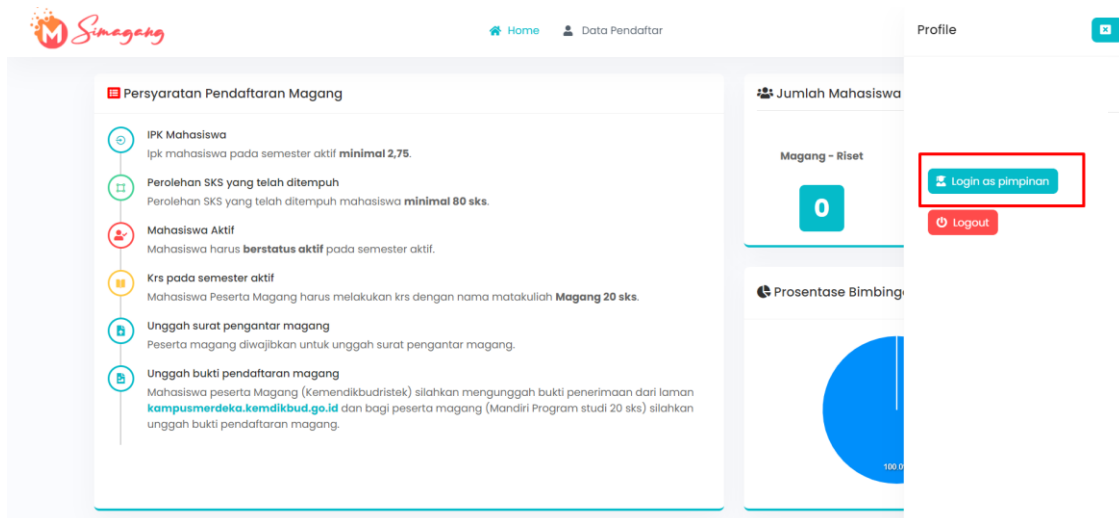 Simagang
Home
Data Pendaftar
Profile
Persyaratan Pendaftaran Magang
IPK Mahasiswa
Ipk mahasiswa pada semester aktif minimal 2,75.
Perolehan SKS yang telah ditempuh
Perolehan SKS yang telah ditempuh mahasiswa minimal 80 sks.
Mahasiswa Aktif
Mahasiswa harus berstatus aktif pada semester aktif.
Krs pada semester aktif
Mahasiswa Peserta Magang harus melakukan krs dengan nama matakuliah Magang 20 sks.
Unggah surat pengantar magang
Peserta magang diwajibkan untuk unggah surat pengantar magang.
Unggah bukti pendaftaran magang
Mahasiswa peserta Magang (Kemendikbudristek) silahkan mengunggah bukti penerimaan dari laman
kampusmerdeka.kemdikbud.go.id dan bagi peserta magang (Mandiri Program studi 20 sks) silahkan
unggah bukti pendaftaran magang.
Jumlah Mahasiswa
Magang - Riset
0
Prosentase Bimbing
100.0
Login as pimpinan
Logout